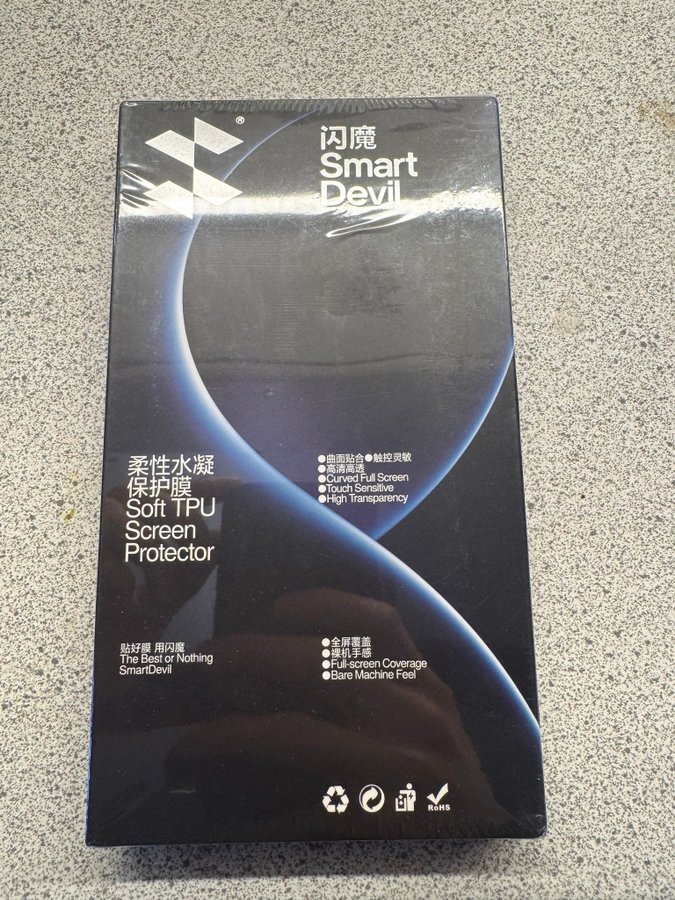 ®
闪魔
Smart
Devil
柔性水凝
保护膜
Soft TPU
Screen
Protector
●曲面贴合●触控灵敏
●高清高透
●Curved Full Screen
●Touch Sensitive
●High Transparency
贴好膜 用闪魔
The Best or Nothing
SmartDevil
●全屏覆盖
●裸机手感
●Full-screen Coverage
●Bare Machine Feel
RoHS